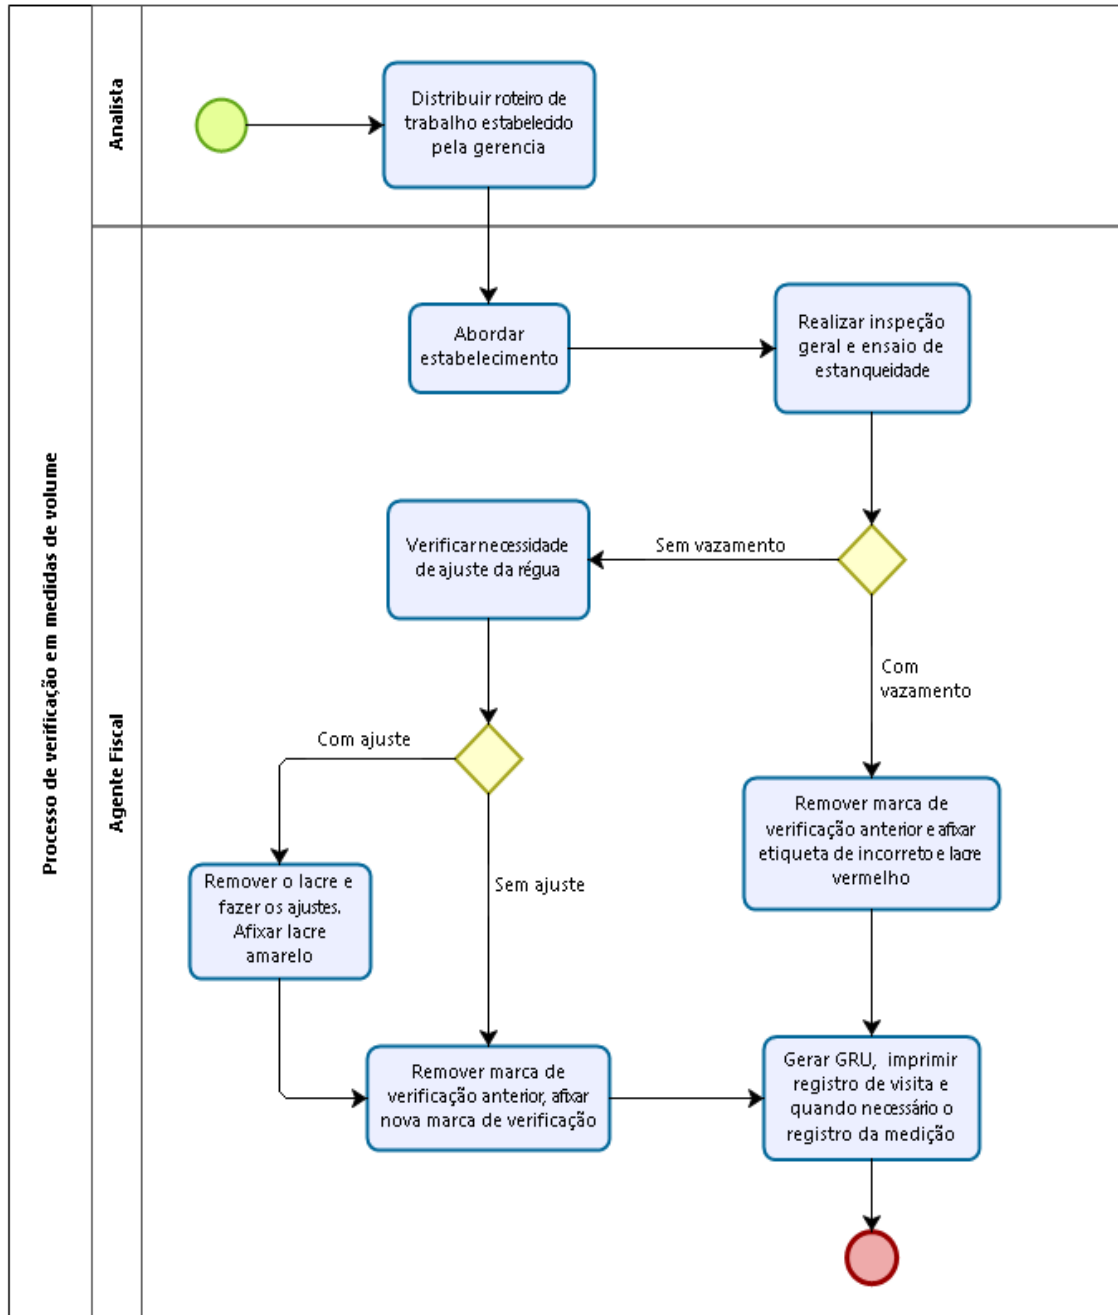 Processo de verificação em medidas de volume
Analista
Distribuir roteiro de
trabalho estabelecido
pela gerencia
Agente Fiscal
Abordar
estabelecimento
Realizar inspeção
geral e ensaio de
estanqueidade
Sem vazamento
Verificar necessidade
de ajuste da régua
Com
vazamento
Com ajuste
Sem ajuste
Remover marca de
verificação anterior e afixar
etiqueta de incorreto e lacre
vermelho
Remover o lacre e
fazer os ajustes.
Afixar lacre
amarelo
Remover marca de
verificação anterior, afixar
nova marca de verificação
Gerar GRU, imprimir
registro de visita e
quando necessário o
registro da medição